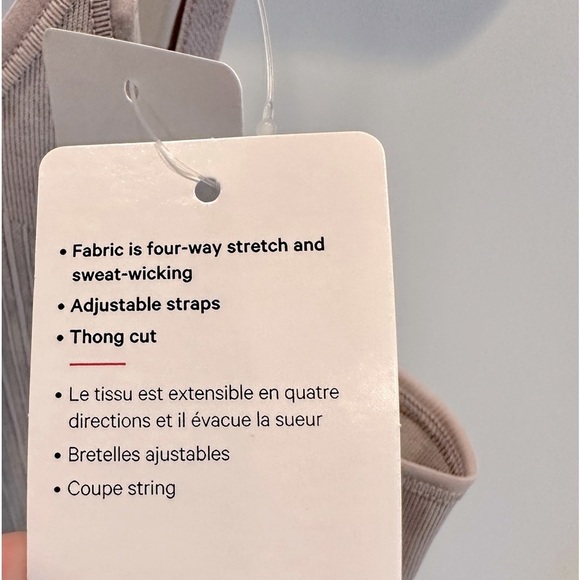 • Fabric is four-way stretch and
sweat-wicking
• Adjustable straps
• Thong cut
• Le tissu est extensible en quatre
directions et il évacue la sueur
• Bretelles ajustables
• Coupe string